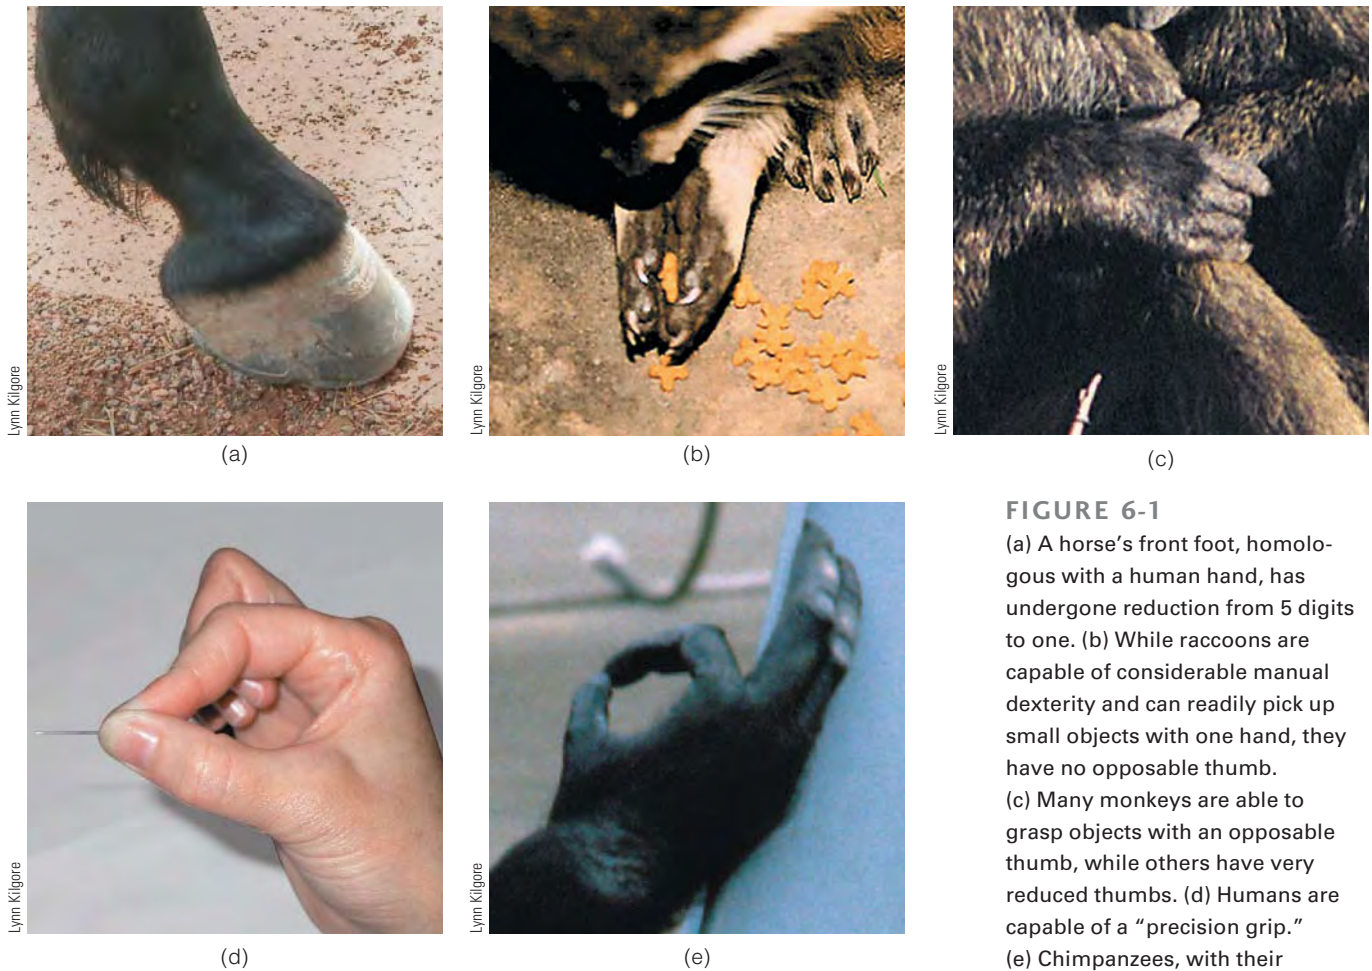 Lynn Kilgore
(a)
Lynn Kilgore
(b)
Lynn Kilgore
(c)
Lynn Kilgore
(d)
Lynn Kilgore
(e)
FIGURE 6-1
(a) A horse’s front foot, homolo-
gous with a human hand, has
undergone reduction from 5 digits
to one. (b) While raccoons are
capable of considerable manual
dexterity and can readily pick up
small objects with one hand, they
have no opposable thumb.
(c) Many monkeys are able to
grasp objects with an opposable
thumb, while others have very
reduced thumbs. (d) Humans are
capable of a “precision grip.”
(e) Chimpanzees, with their